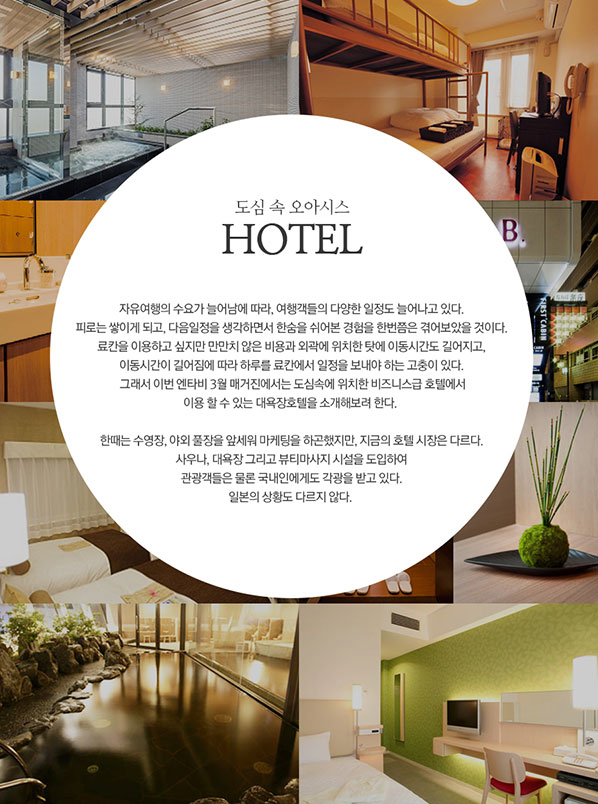 도심 속 오아시스
HOTEL
자유여행의 수요가 늘어남에 따라, 여행객들의 다양한 일정도 늘어나고 있다.
피로는 쌓이게 되고, 다음일정을 생각하면서 한숨을 쉬어본 경험을 한번쯤은 겪어보았을 것이다.
료칸을 이용하고 싶지만 만만치 않은 비용과 외곽에 위치한 탓에 이동시간도 길어지고,
이동시간이 길어짐에 따라 하루를 료칸에서 일정을 보내야 하는 고충이 있다.
그래서 이번 엔타비 3월 매거진에서는 도심속에 위치한 비즈니스급 호텔에서
이용 할 수 있는 대욕장호텔을 소개해보려 한다.
한때는 수영장, 야외 풀장을 앞세워 마케팅을 하곤했지만, 지금의 호텔 시장은 다르다.
사우나, 대욕장 그리고 뷰티마사지 시설을 도입하여
관광객들은 물론 국내인에게도 각광을 받고 있다.
일본의 상황도 다르지 않다.
B.
FIRST CABIN